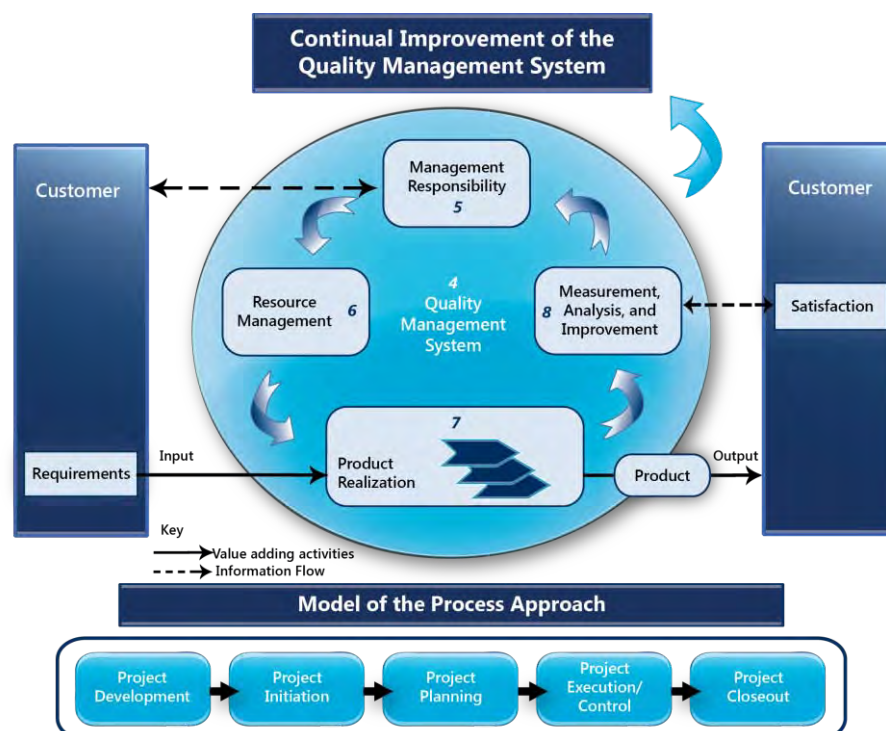 Continual Improvement of the
Quality Management System
Customer
Management
Responsibility
5
Customer
Resource
Management
6
4
Quality
Management
System
8
Measurement,
Analysis, and
Improvement
Satisfaction
Requirements
Input
7
Product
Realization
Product
Output
Key
Value adding activities
Information Flow
Model of the Process Approach
Project
Development
Project
Initiation
Project
Planning
Project
Execution/
Control
Project
Closeout